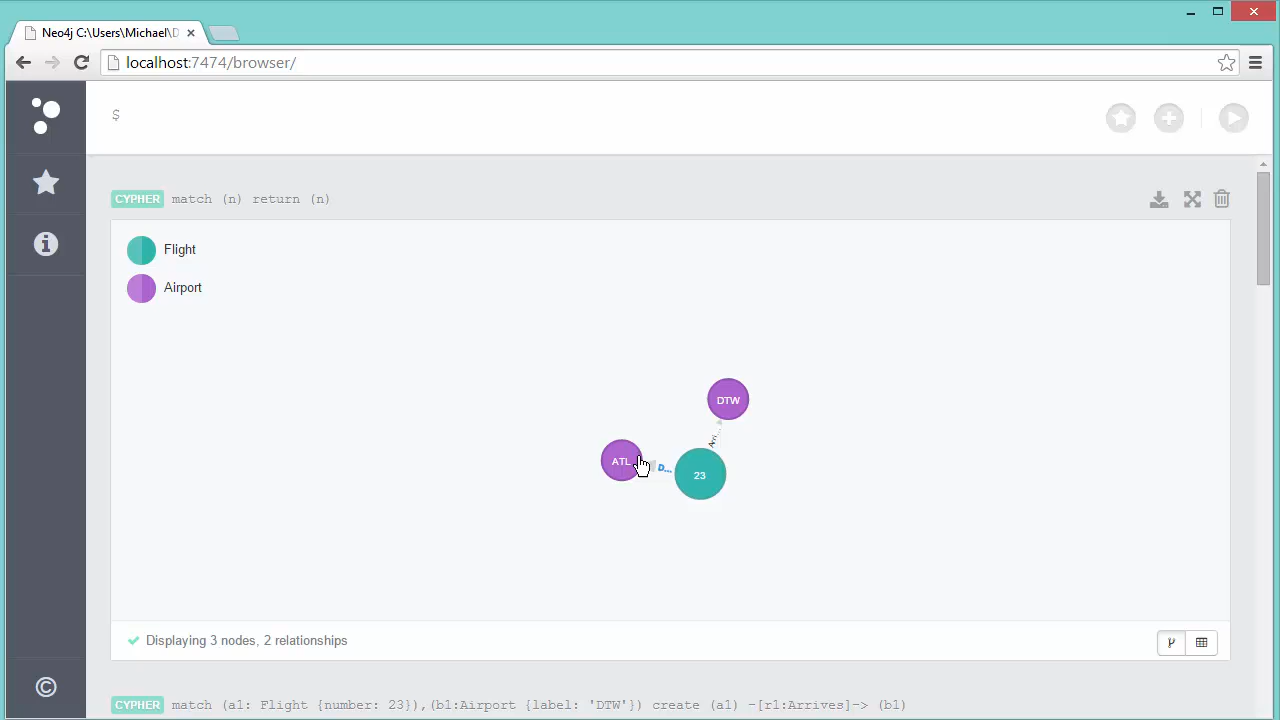 Neo4j C:\Users\Michael\D
localhost:7474/browser/
$
CYPHER match (n) return (n)
Flight
Airport
DTW
Arri...
ATL
D...
23
Displaying 3 nodes, 2 relationships
CYPHER match (a1: Flight {number: 23}),(b1:Airport {label: 'DTW'}) create (a1) -[r1:Arrives]-> (b1)